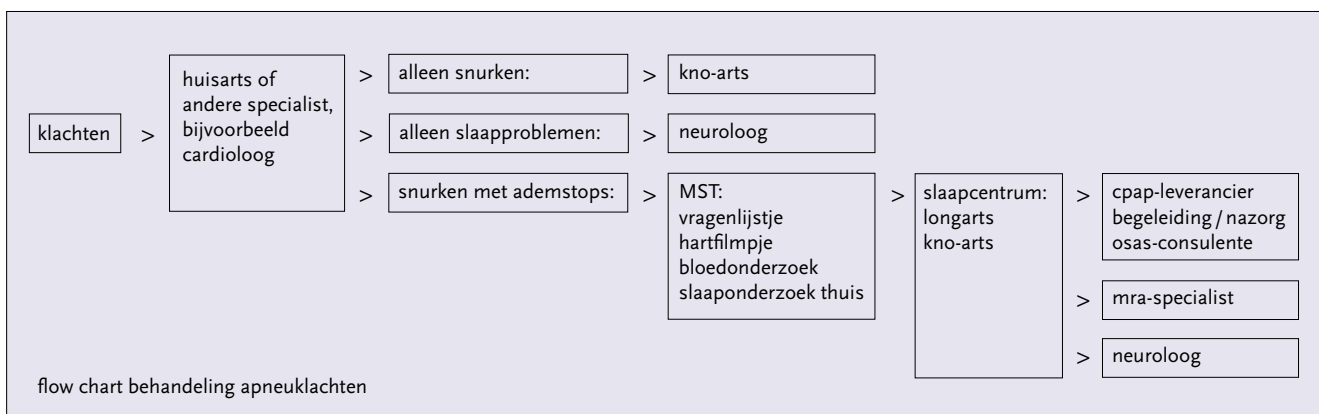 klachten
>
huisarts of
andere specialist,
bijvoorbeeld
cardioloog
>
alleen snurken:
>
kno-arts
>
alleen slaapproblemen:
>
neuroloog
>
snurken met ademstops:
>
MST:
vragenlijstje
hartfilmpje
bloedonderzoek
slaaponderzoek thuis
>
slaapcentrum:
longarts
kno-arts
>
cpap-leverancier
begeleiding / nazorg
osas-consulente
>
mra-specialist
>
neuroloog
flow chart behandeling apneuklachten